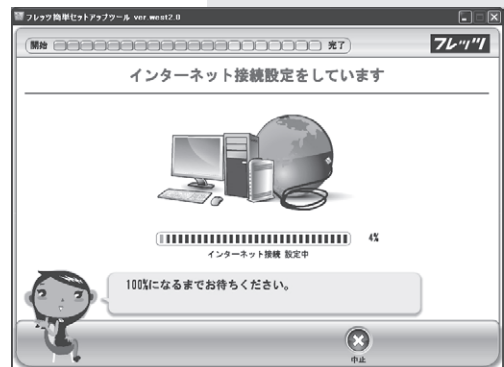 フレッツ簡単セットアップツール ver.west2.0
開始 完了 フレッツ
インターネット接続設定をしています
4%
インターネット接続 設定中
100%になるまでお待ちください。
中止